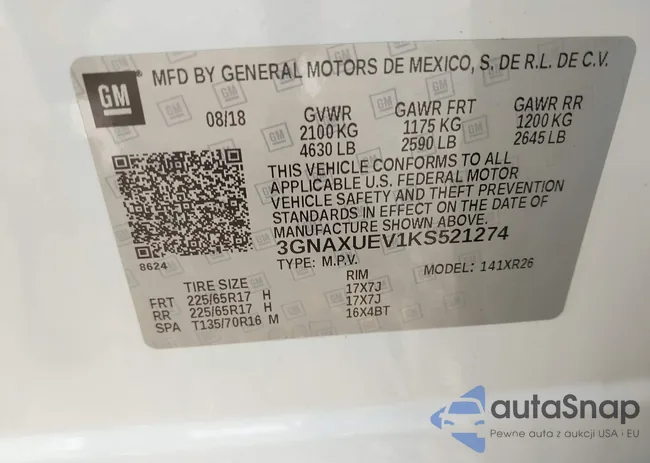 GM
MFD BY GENERAL MOTORS DE MEXICO, S. DE R.L. DE C.V.
08/18 GVWR GAWR FRT GAWR RR
2100 KG 1175 KG 1200 KG
4630 LB 2590 LB 2645 LB
THIS VEHICLE CONFORMS TO ALL
APPLICABLE U.S. FEDERAL MOTOR
VEHICLE SAFETY AND THEFT PREVENTION
STANDARDS IN EFFECT ON THE DATE OF
MANUFACTURE SHOWN ABOVE.
3GNAXUEV1KS521274
8624
TYPE: M.P.V. MODEL: 141XR26
TIRE SIZE RIM
FRT 225/65R17 H 17X7J
RR 225/65R17 H 17X7J
SPA T135/70R16 M 16X4BT
autaSnap
Pewne auta z aukcji USA i EU